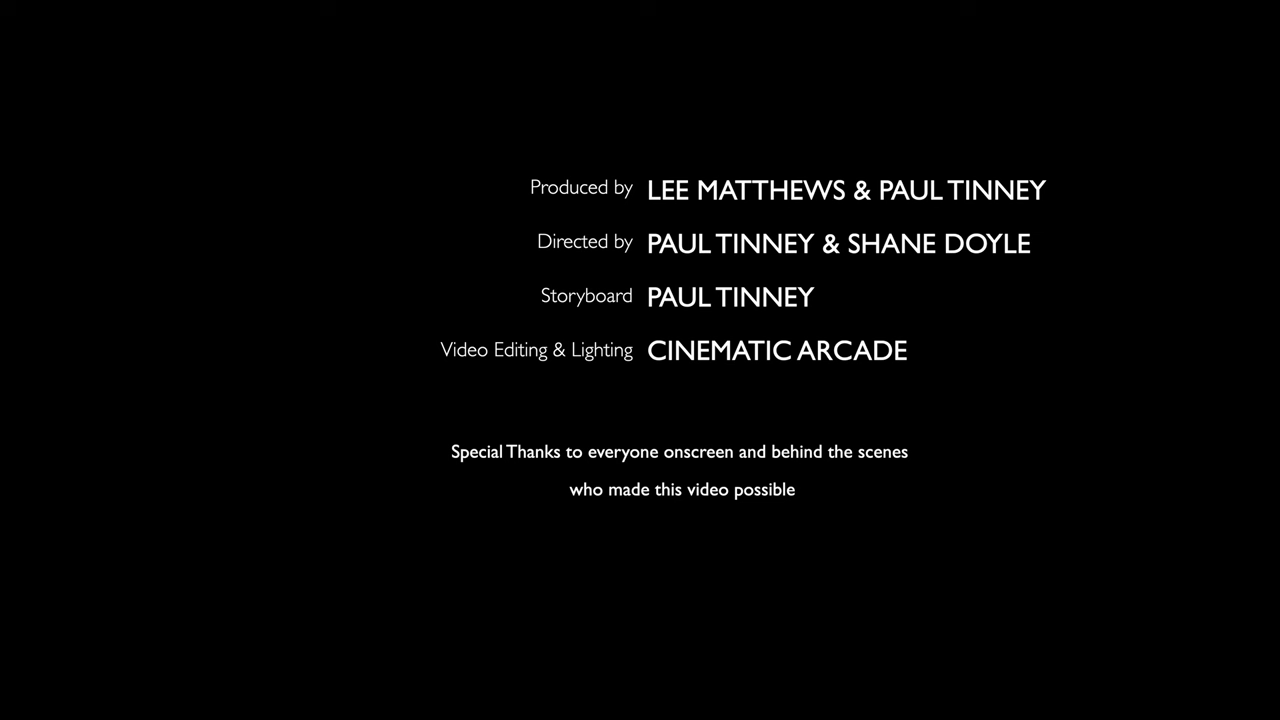 Produced by LEE MATTHEWS & PAUL TINNEY
Directed by PAUL TINNEY & SHANE DOYLE
Storyboard PAUL TINNEY
Video Editing & Lighting CINEMATIC ARCADE
Special Thanks to everyone onscreen and behind the scenes
who made this video possible